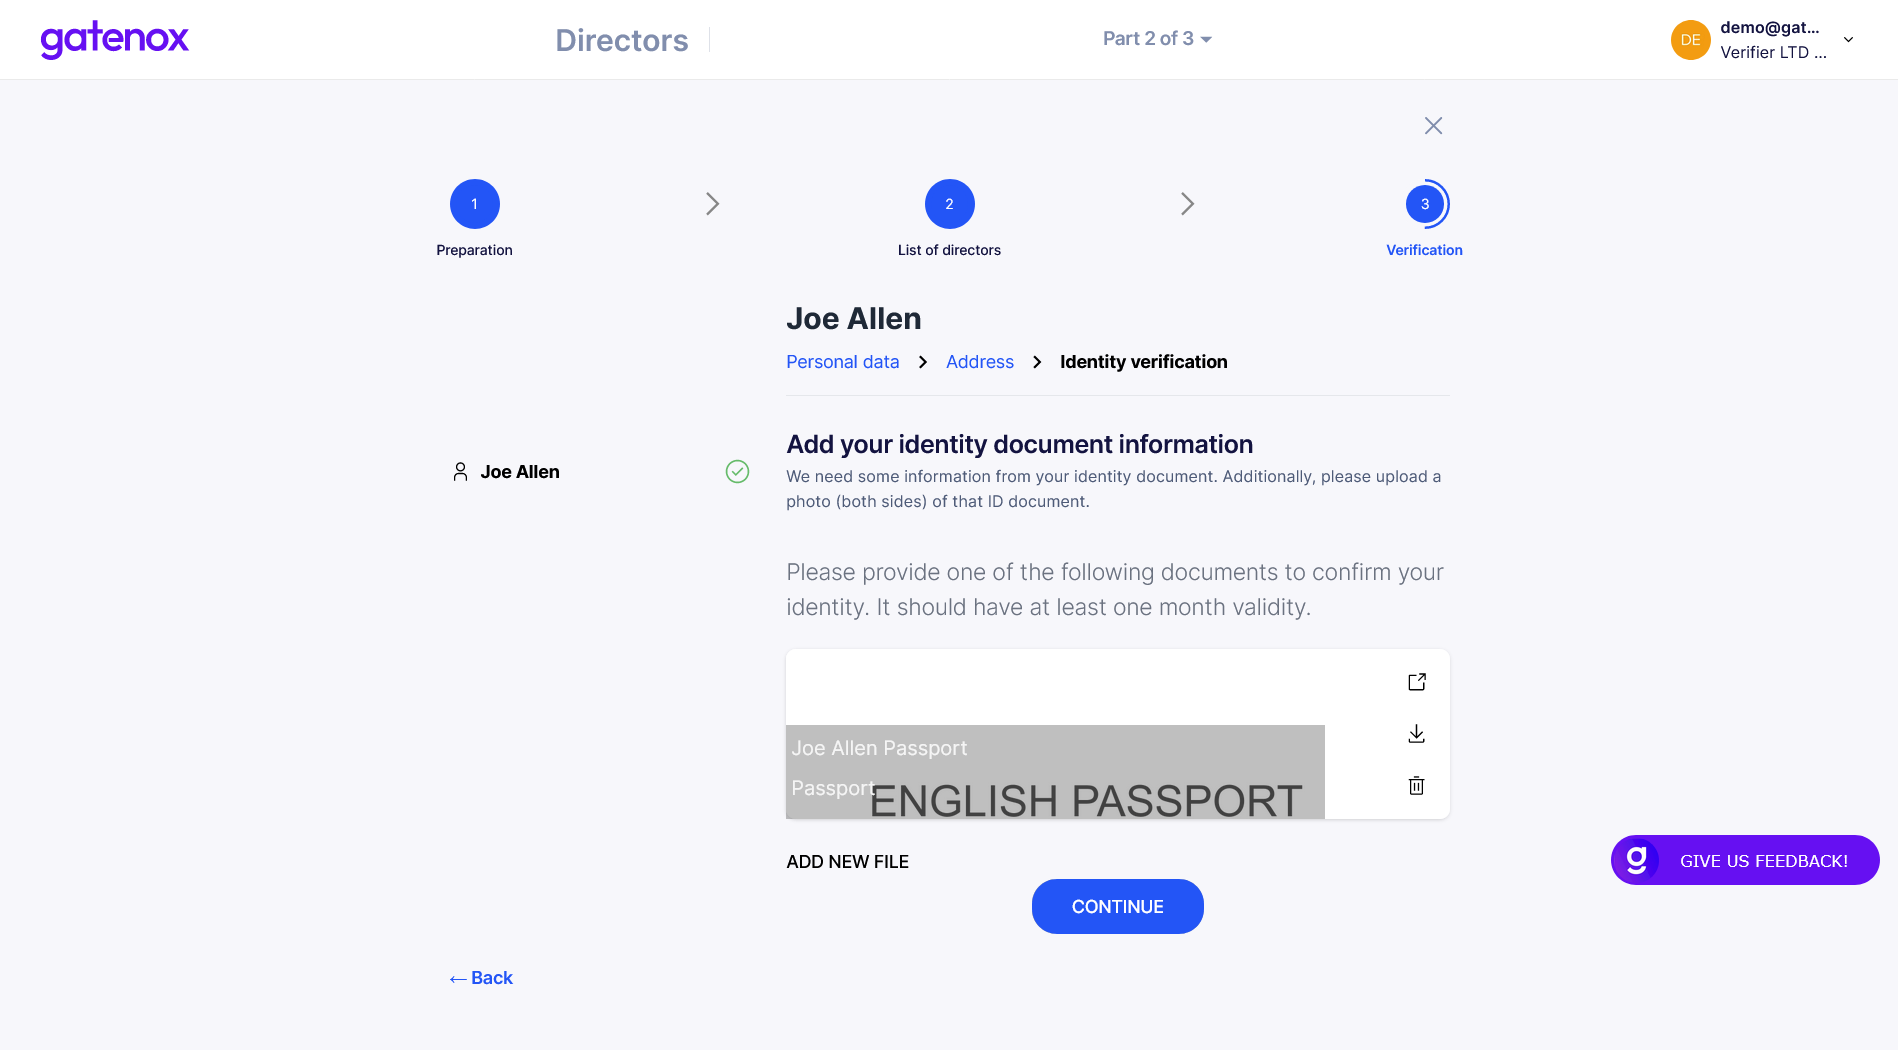 gatenox
Directors
Part 2 of 3
DE
demo@gat...
Verifier LTD ...
1
2
3
Preparation
List of directors
Verification
Joe Allen
Personal data
Address
Identity verification
Joe Allen
Add your identity document information
We need some information from your identity document. Additionally, please upload a
photo (both sides) of that ID document.
Please provide one of the following documents to confirm your
identity. It should have at least one month validity.
Joe Allen Passport
Passport
ENGLISH PASSPORT
ADD NEW FILE
g GIVE US FEEDBACK!
CONTINUE
← Back